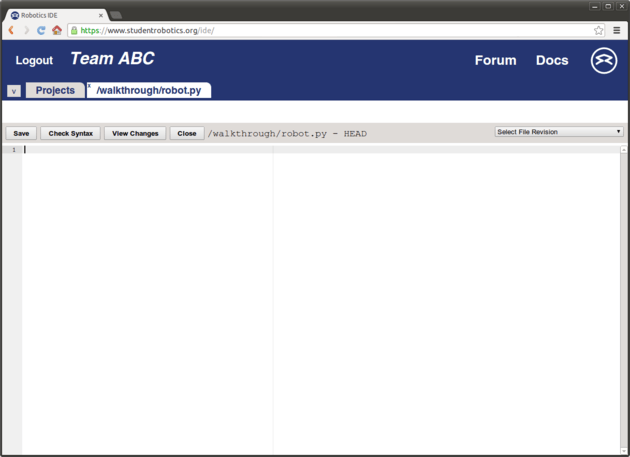 Robotics IDE
https://www.studentrobotics.org/ide/
Logout Team ABC Forum Docs
v Projects x /walkthrough/robot.py
Save Check Syntax View Changes Close /walkthrough/robot.py - HEAD Select File Revision
1